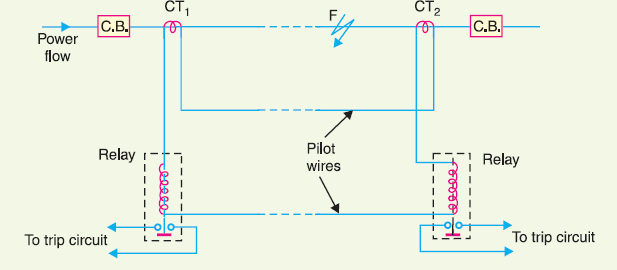 CT1
CT2
F
C.B.
C.B.
Power
flow
Pilot
wires
Relay
Relay
To trip circuit
To trip circuit